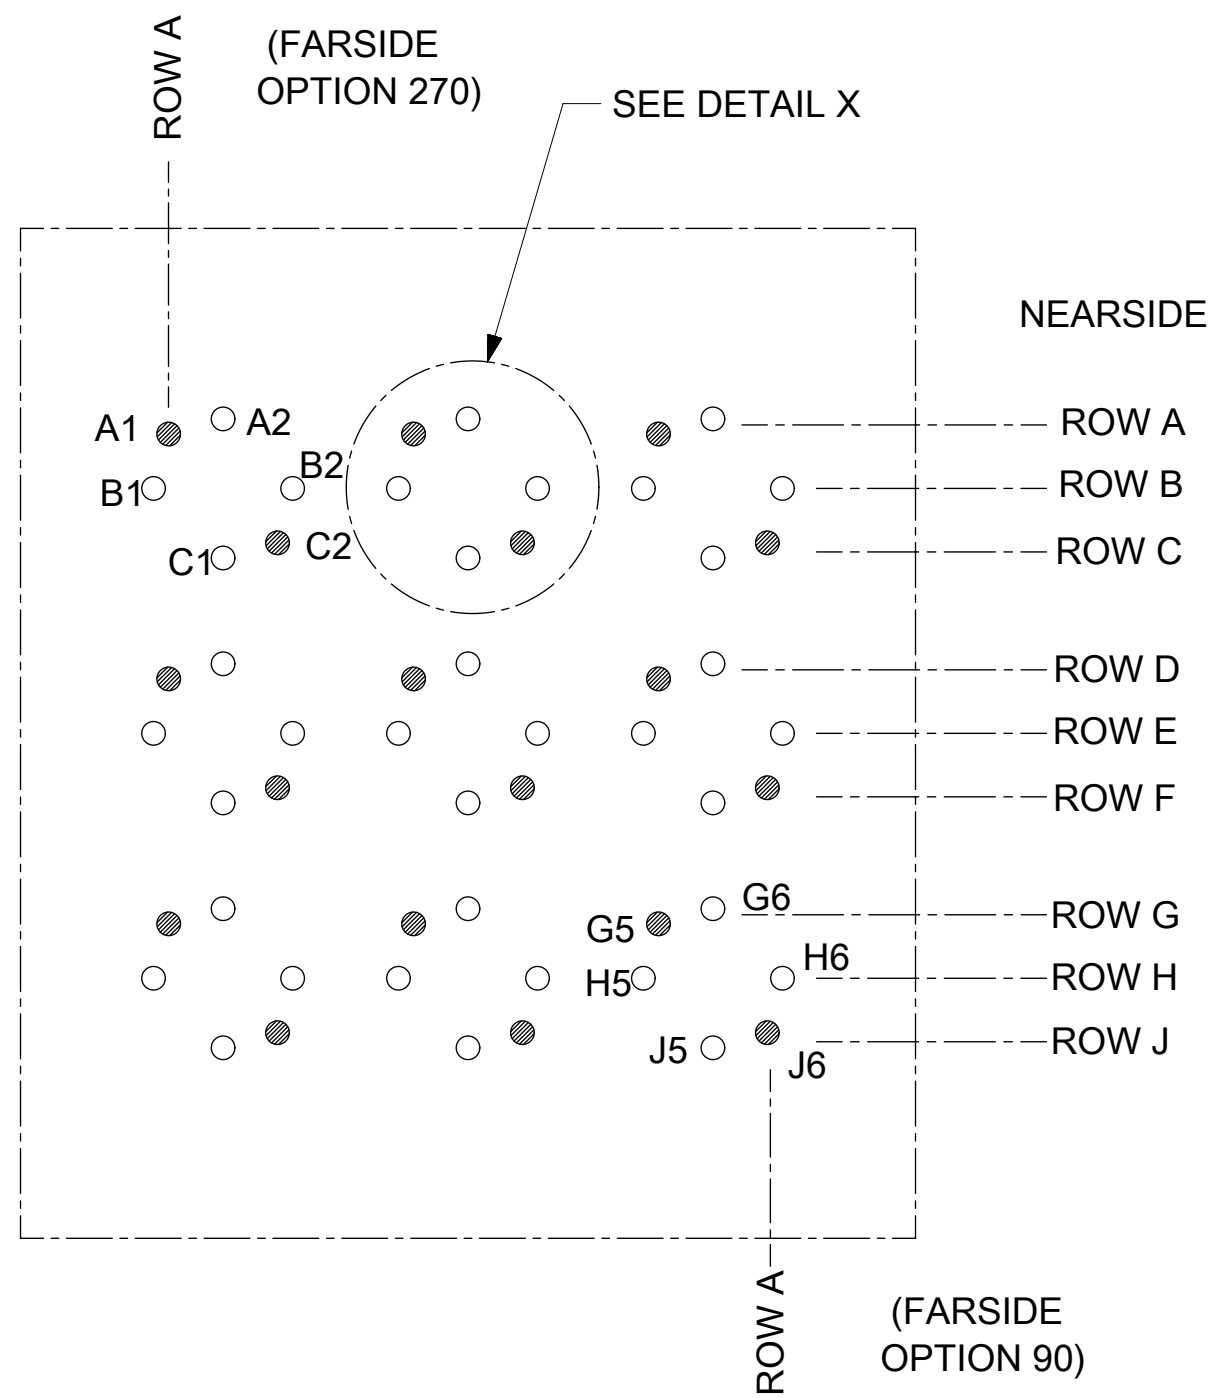 ROW A
(FARSIDE
OPTION 270)
SEE DETAIL X
NEARSIDE
A1
A2
ROW A
B1
B2
ROW B
C1
C2
ROW C
ROW D
ROW E
ROW F
G5
G6
ROW G
H5
H6
ROW H
J5
J6
ROW J
ROW A
(FARSIDE
OPTION 90)